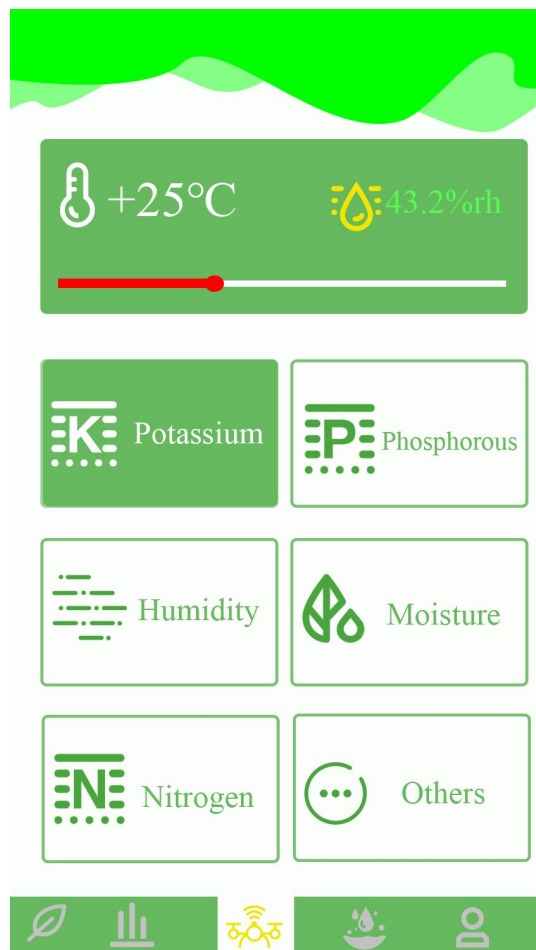 +25°C
43.2%rh
K Potassium
P Phosphorous
Humidity
Moisture
N Nitrogen
Others